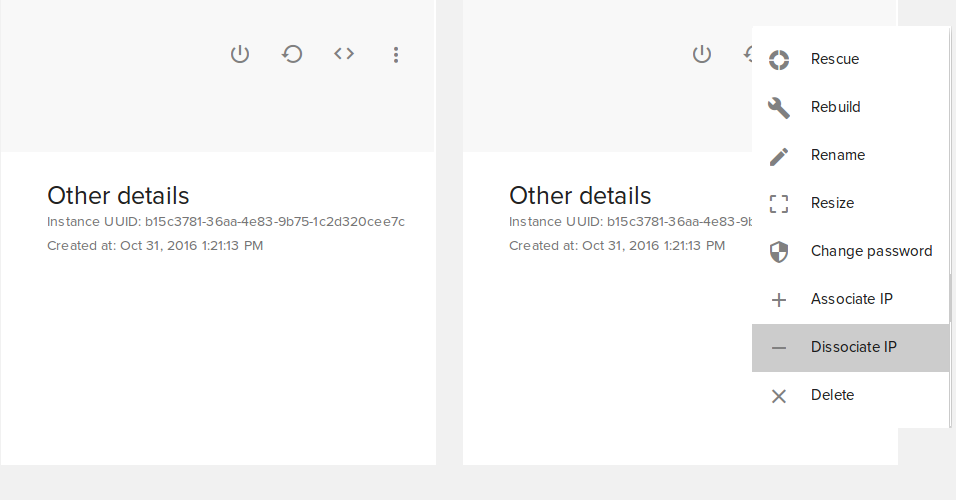 Other details
Instance UUID: b15c3781-36aa-4e83-9b75-1c2d320cee7c
Created at: Oct 31, 2016 1:21:13 PM
Other details
Instance UUID: b15c3781-36aa-4e83-9b
Created at: Oct 31, 2016 1:21:13 PM
Rescue
Rebuild
Rename
Resize
Change password
Associate IP
Dissociate IP
Delete